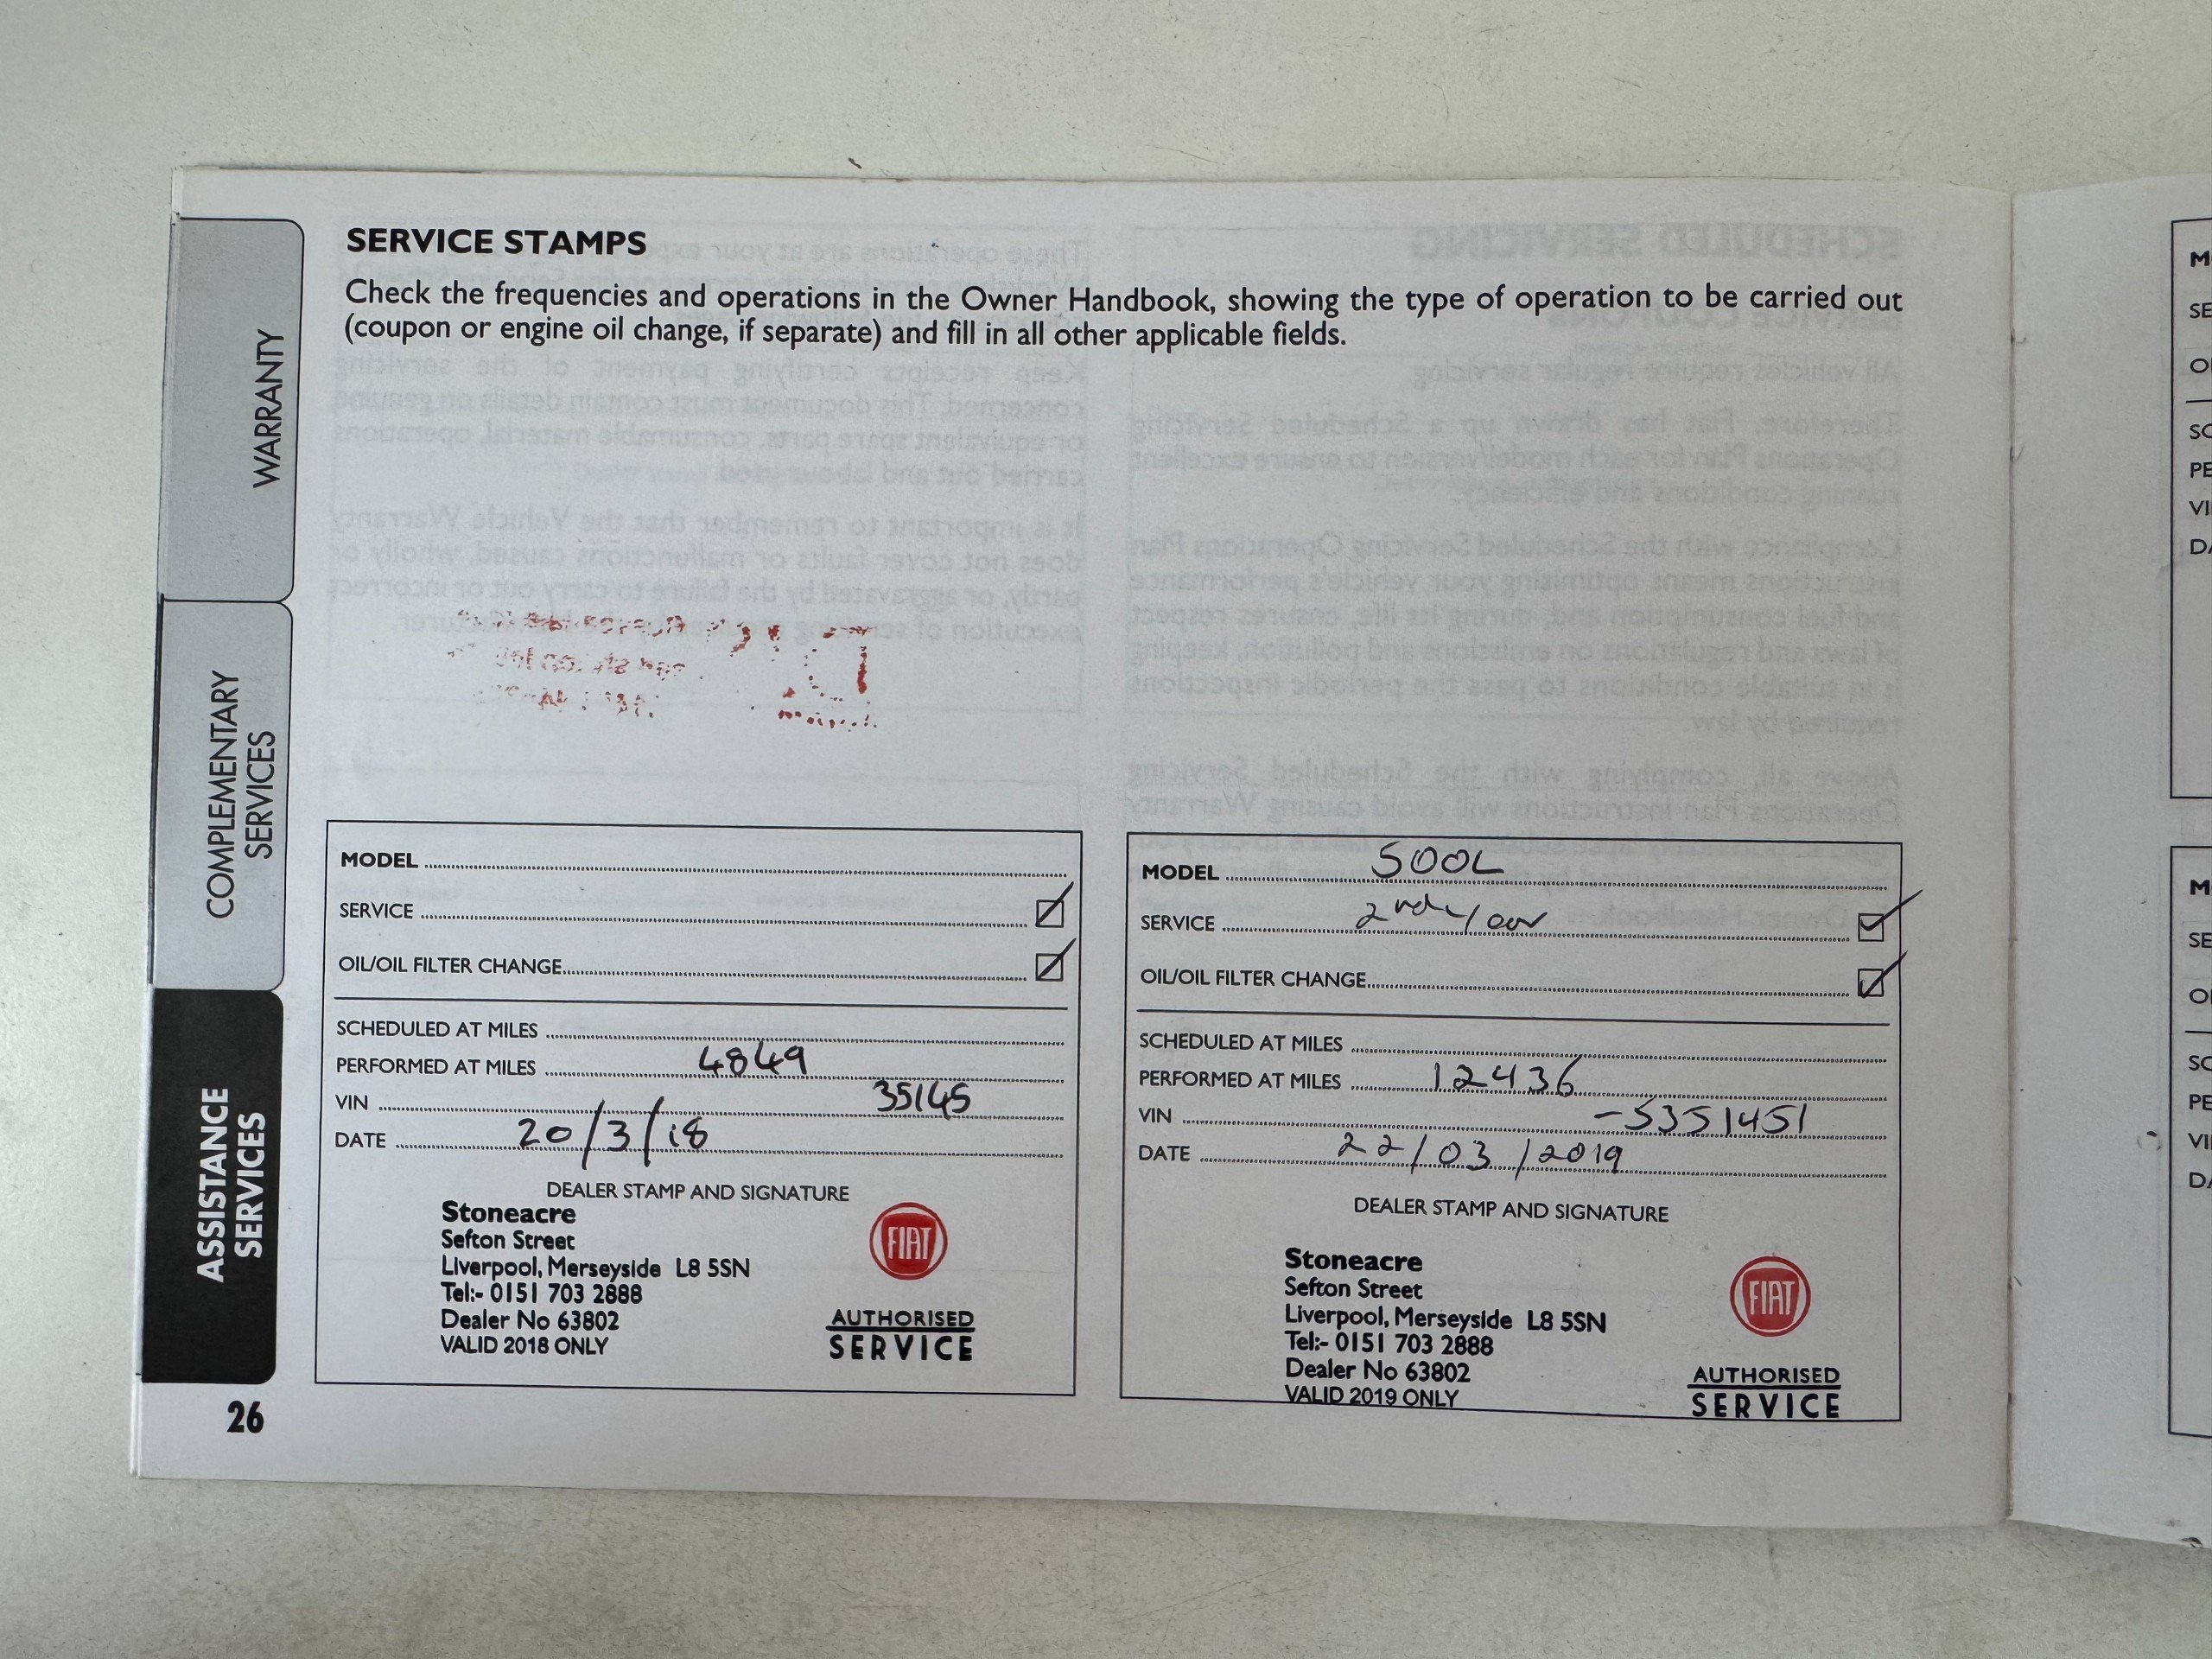 WARRANTY
COMPLEMENTARY
SERVICES
ASSISTANCE
SERVICES
26
SERVICE STAMPS
Check the frequencies and operations in the Owner Handbook, showing the type of operation to be carried out
(coupon or engine oil change, if separate) and fill in all other applicable fields.
MODEL
SERVICE
OIL/OIL FILTER CHANGE
SCHEDULED AT MILES
PERFORMED AT MILES 4849
VIN 35145
DATE 20/3/18
DEALER STAMP AND SIGNATURE
Stoneacre
Sefton Street
Liverpool, Merseyside L8 5SN
Tel:- 0151 703 2888
Dealer No 63802
VALID 2018 ONLY
FIAT
AUTHORISED
SERVICE
MODEL 500L
SERVICE 2nd
OIL/OIL FILTER CHANGE
SCHEDULED AT MILES
PERFORMED AT MILES 12436
VIN -5351451
DATE 22/03/2019
DEALER STAMP AND SIGNATURE
Stoneacre
Sefton Street
Liverpool, Merseyside L8 5SN
Tel:- 0151 703 2888
Dealer No 63802
VALID 2019 ONLY
FIAT
AUTHORISED
SERVICE